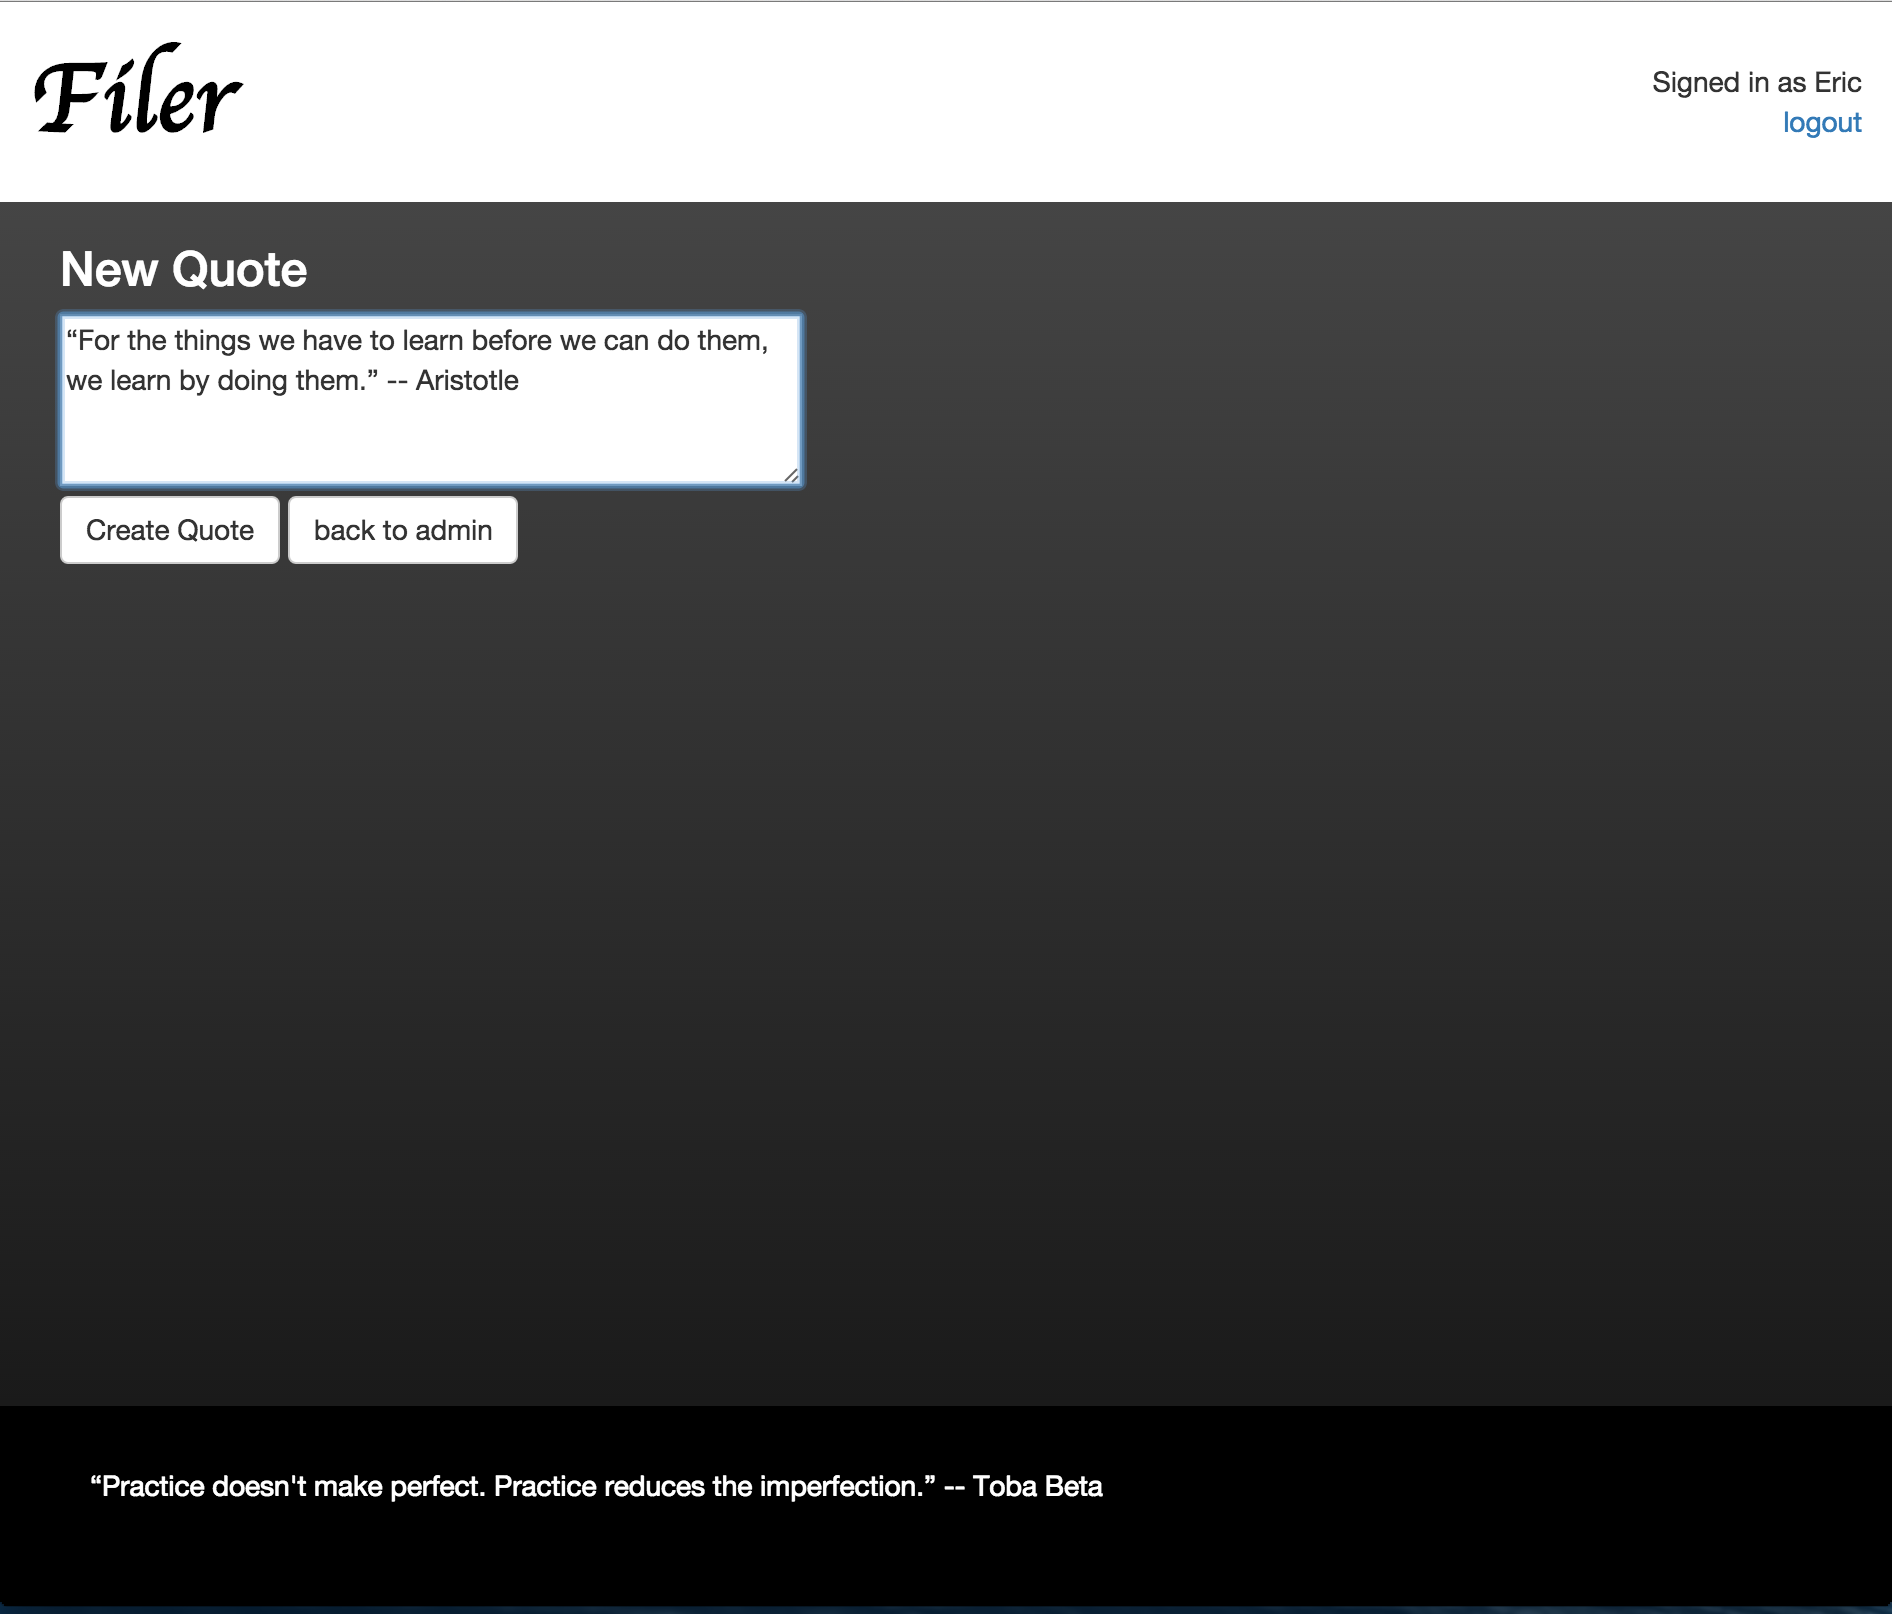 Filer
Signed in as Eric
logout
New Quote
“For the things we have to learn before we can do them,
we learn by doing them.” -- Aristotle
Create Quote
back to admin
“Practice doesn't make perfect. Practice reduces the imperfection.” -- Toba Beta